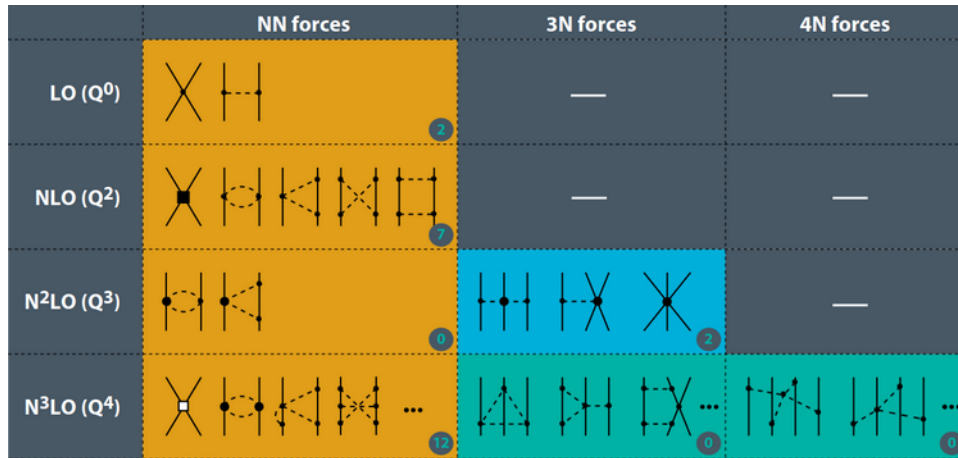 NN forces 3N forces 4N forces
LO (Q⁰)
2
NLO (Q²)
7
N²LO (Q³)
0 2
N³LO (Q⁴)
... ... ...
12 0 0